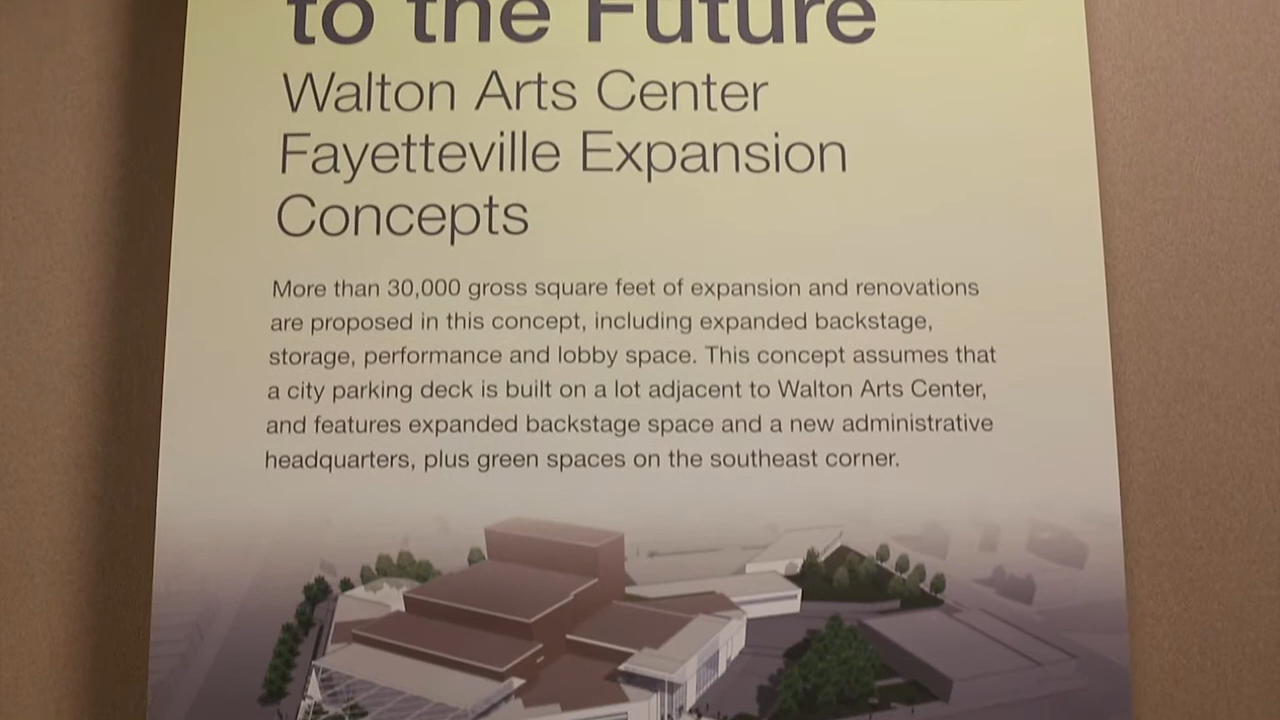 to the Future
Walton Arts Center
Fayetteville Expansion
Concepts
More than 30,000 gross square feet of expansion and renovations
are proposed in this concept, including expanded backstage,
storage, performance and lobby space. This concept assumes that
a city parking deck is built on a lot adjacent to Walton Arts Center,
and features expanded backstage space and a new administrative
headquarters, plus green spaces on the southeast corner.